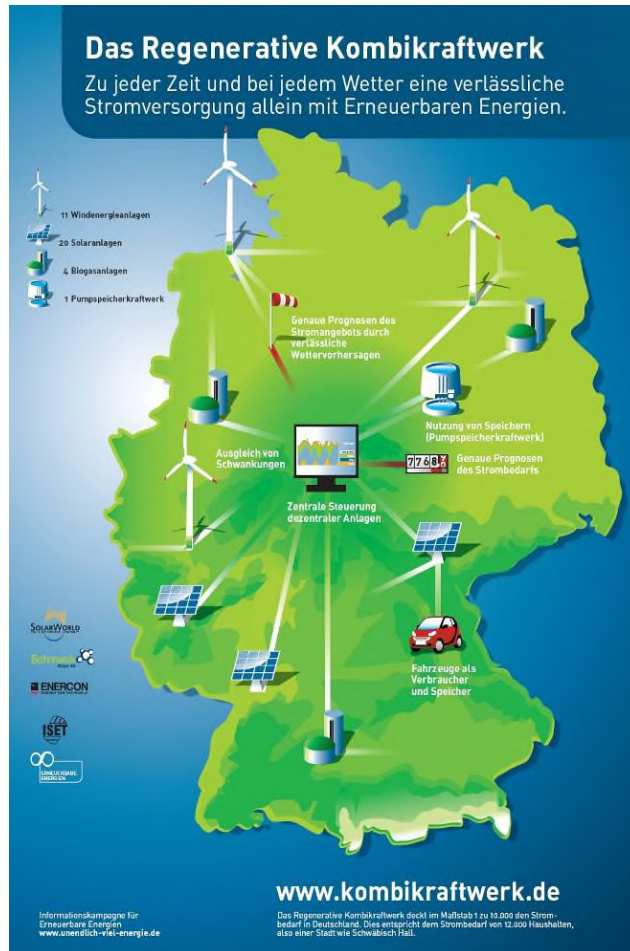 Das Regenerative Kombikraftwerk
Zu jeder Zeit und bei jedem Wetter eine verlässliche
Stromversorgung allein mit Erneuerbaren Energien.
11 Windenergieanlagen
20 Solaranlagen
4 Biogasanlagen
1 Pumpspeicherkraftwerk
Genaue Prognosen des
Stromangebots durch
verlässliche
Wettervorhersagen
Nutzung von Speichern
(Pumpspeicherkraftwerk)
Ausgleich von
Schwankungen
7768
Genaue Prognosen
des Strombedarfs
Zentrale Steuerung
dezentraler Anlagen
Fahrzeuge als
Verbraucher
und Speicher
SOLARWORLD
Schmack
ENERCON
ISET
ERNEUERBARE
ENERGIEN
www.kombikraftwerk.de
Informationskampagne für
Erneuerbare Energien
www.unendlich-viel-energie.de
Das Regenerative Kombikraftwerk deckt im Maßstab 1 zu 10.000 den Strom-
bedarf in Deutschland. Dies entspricht dem Strombedarf von 12.000 Haushalten,
also einer Stadt wie Schwäbisch Hall.